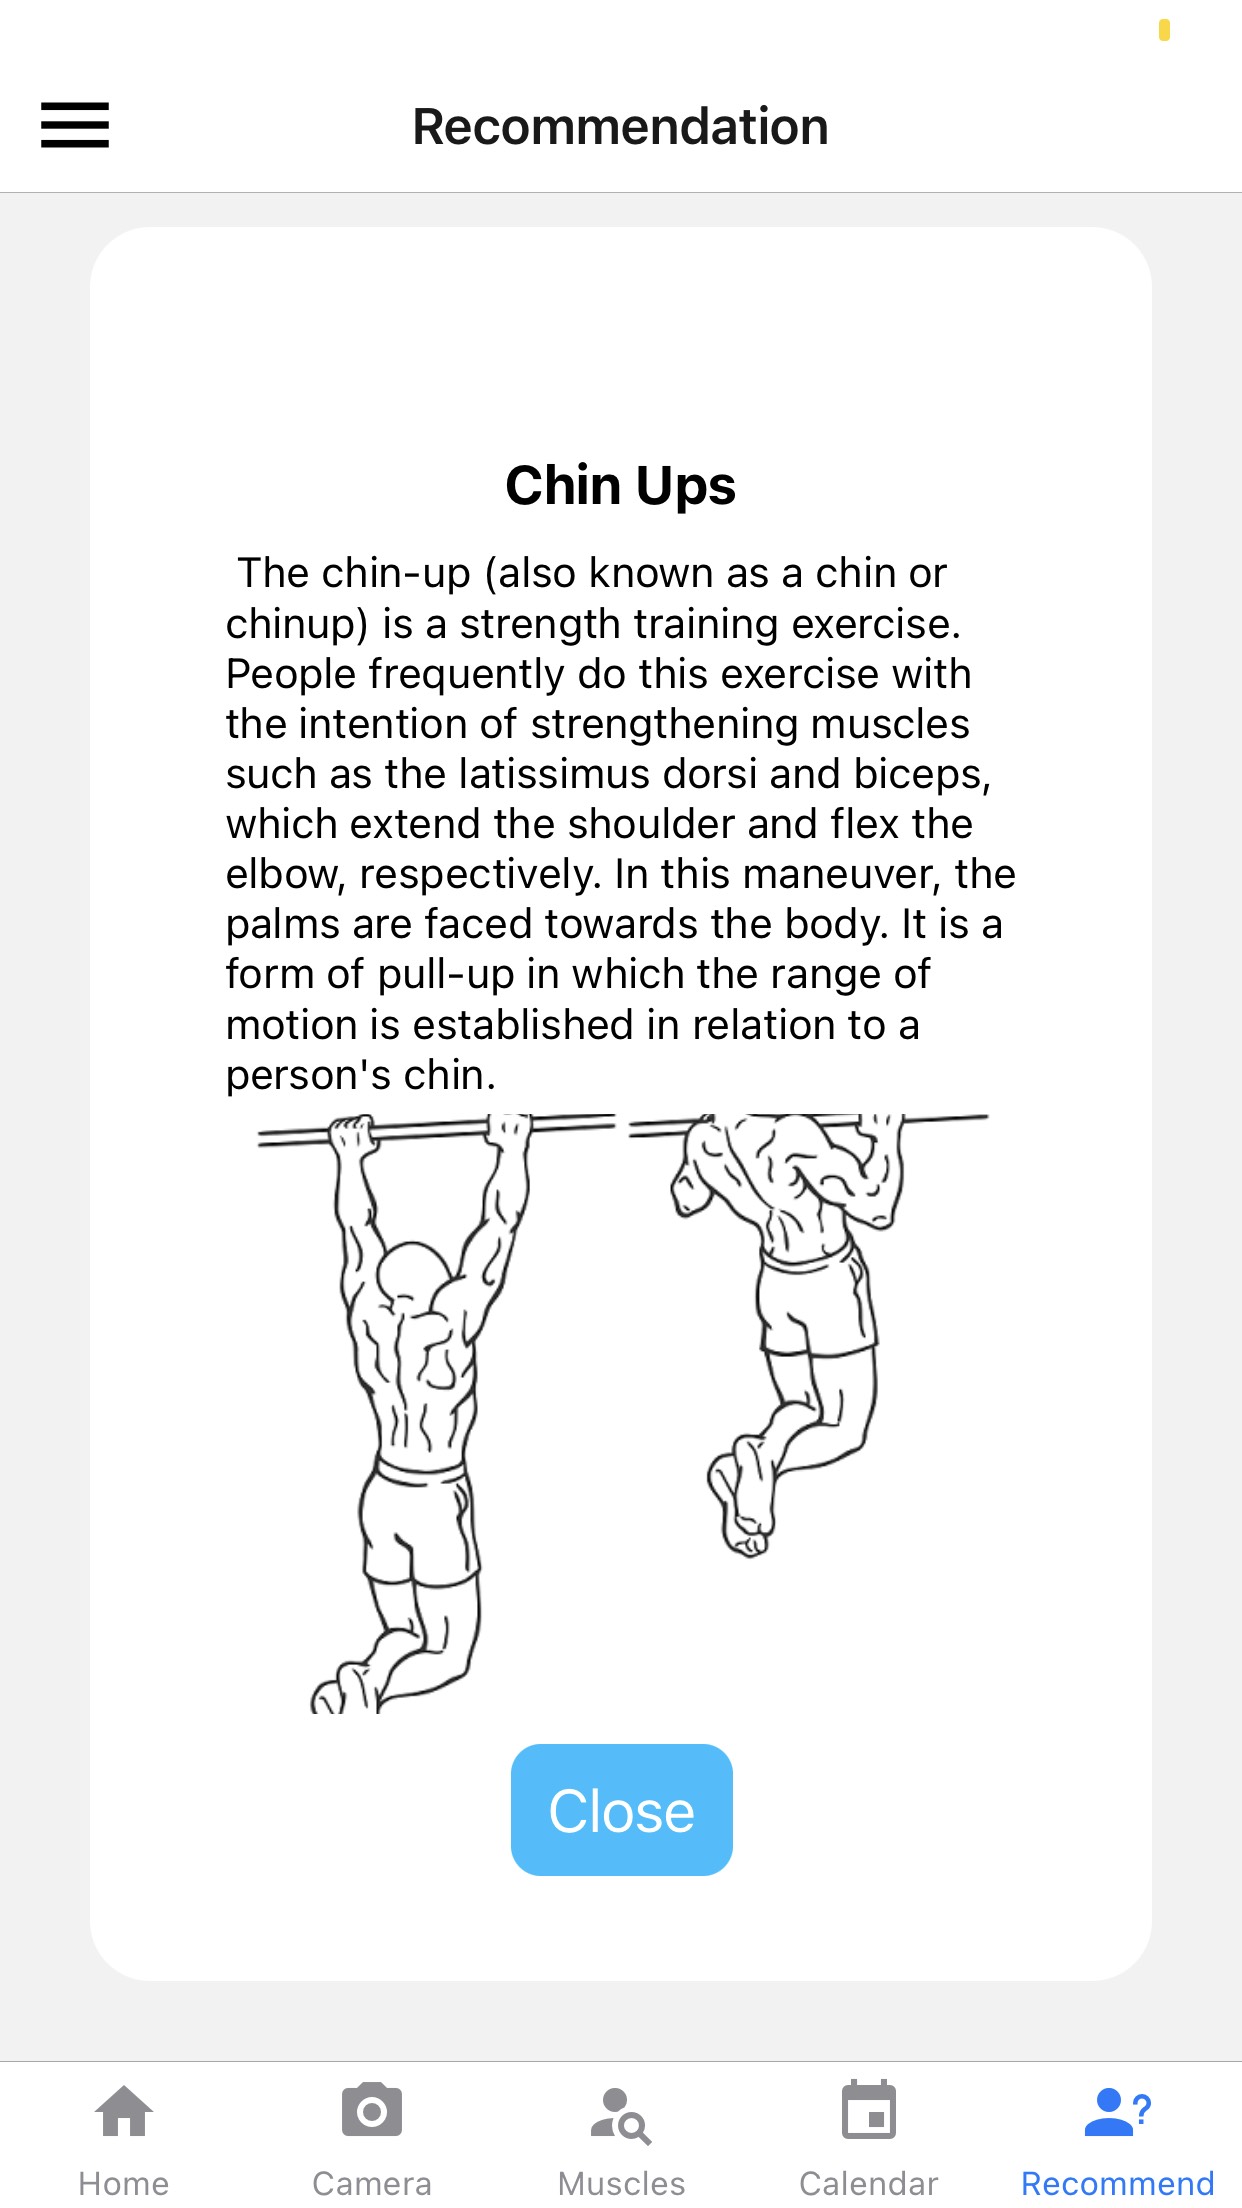 Recommendation
Chin Ups
The chin-up (also known as a chin or
chinup) is a strength training exercise.
People frequently do this exercise with
the intention of strengthening muscles
such as the latissimus dorsi and biceps,
which extend the shoulder and flex the
elbow, respectively. In this maneuver, the
palms are faced towards the body. It is a
form of pull-up in which the range of
motion is established in relation to a
person's chin.
Close
Home
Camera
Muscles
Calendar
Recommend